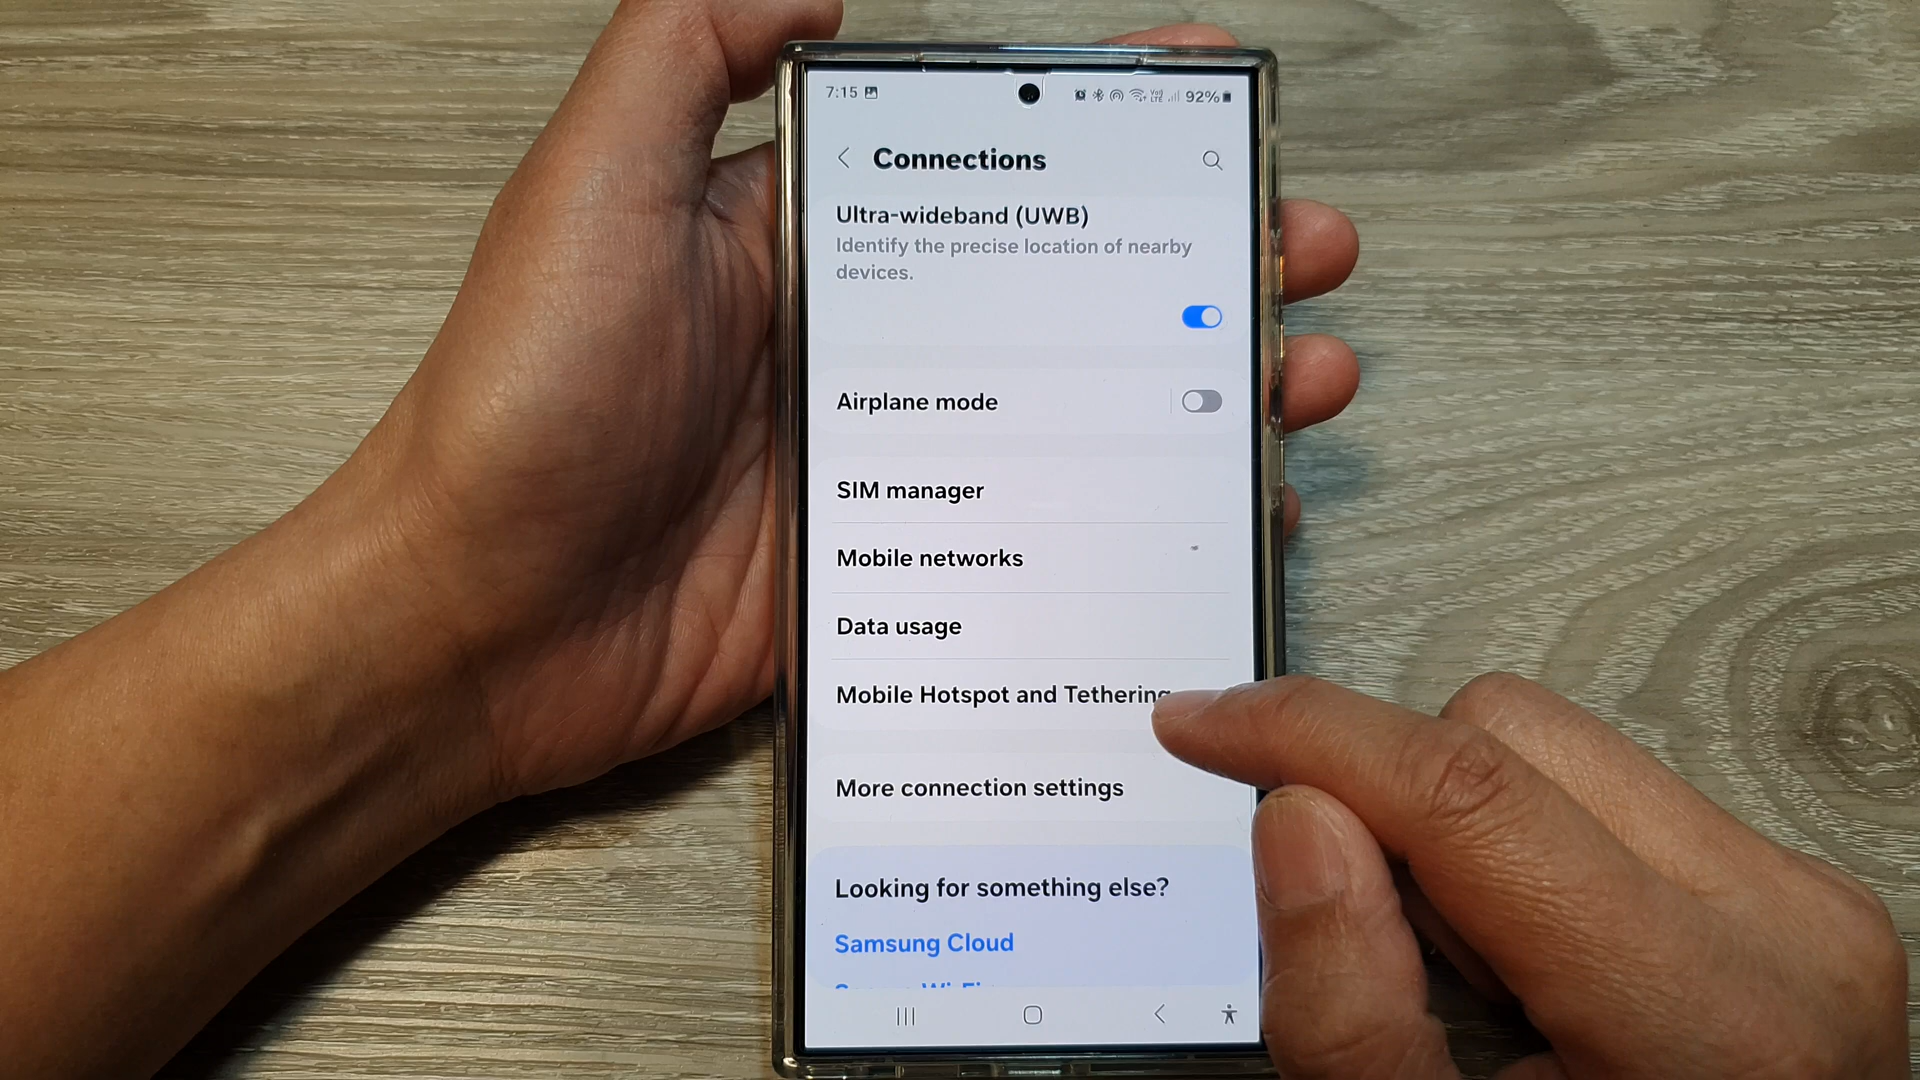 7:15 92%
Connections
Ultra-wideband (UWB)
Identify the precise location of nearby
devices.
Airplane mode
SIM manager
Mobile networks
Data usage
Mobile Hotspot and Tethering
More connection settings
Looking for something else?
Samsung Cloud